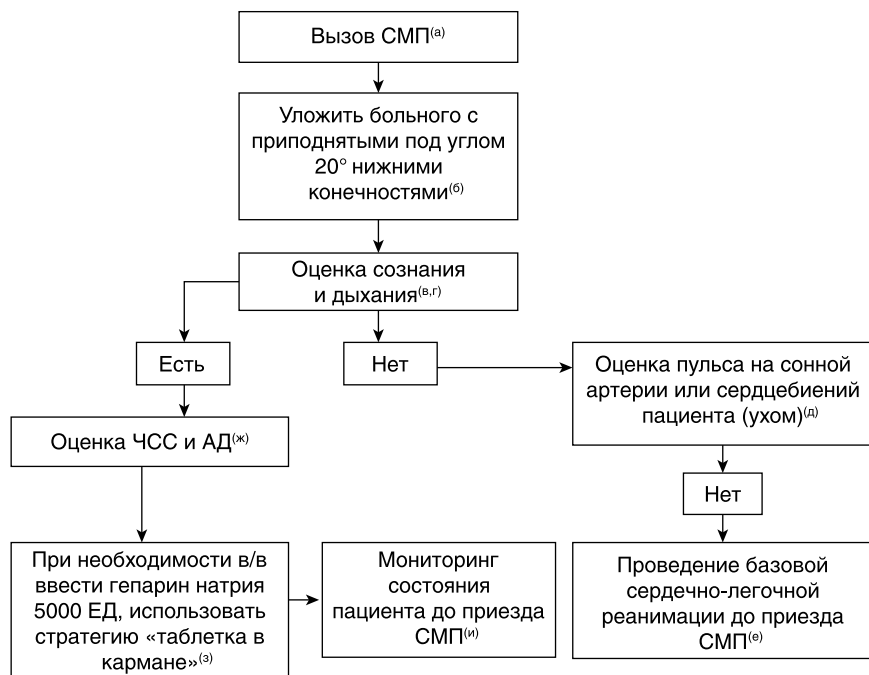 Вызов СМП(а)
Уложить больного с
приподнятыми под углом
20° нижними
конечностями(б)
Оценка сознания
и дыхания(в,г)
Есть
Нет
Оценка пульса на сонной
артерии или сердцебиений
пациента (ухом)(д)
Оценка ЧСС и АД(ж)
Нет
При необходимости в/в
ввести гепарин натрия
5000 ЕД, использовать
стратегию «таблетка в
кармане»(з)
Мониторинг
состояния
пациента до приезда
СМП(и)
Проведение базовой
сердечно-легочной
реанимации до приезда
СМП(е)